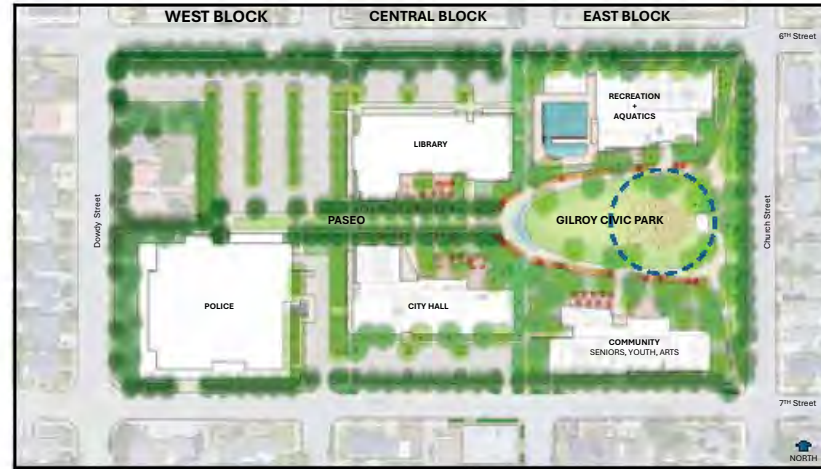 WEST BLOCK
CENTRAL BLOCK
EAST BLOCK
6TH Street
RECREATION
+
AQUATICS
LIBRARY
Dowdy Street
PASEO
GILROY CIVIC PARK
Church Street
POLICE
CITY HALL
COMMUNITY
SENIORS, YOUTH, ARTS
7TH Street
NORTH